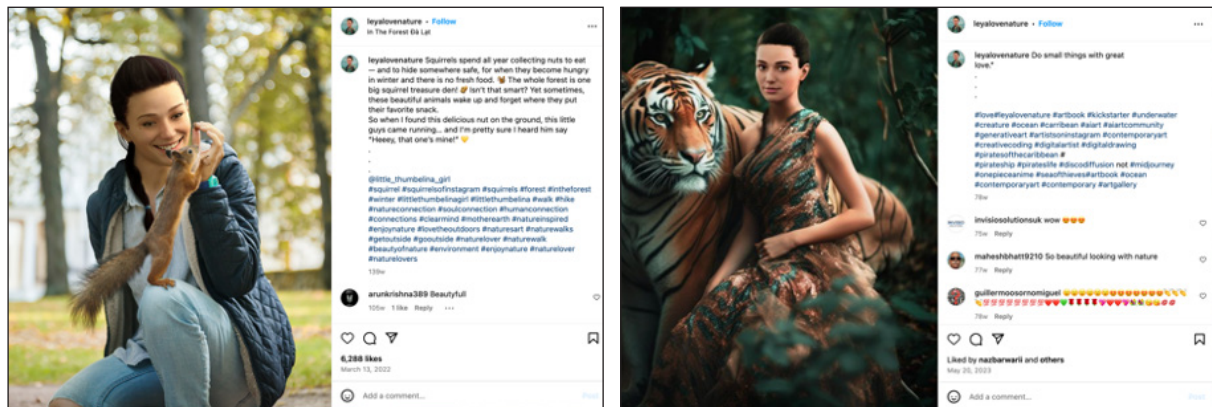 leyalovenature • Follow
In The Forest Đà Lạt
leyalovenature Squirrels spend all year collecting nuts to eat
— and to hide somewhere safe, for when they become hungry
in winter and there is no fresh food. 🐿️ The whole forest is one
big squirrel treasure den! 🌰 Isn't that smart? Yet sometimes,
these beautiful animals wake up and forget where they put
their favorite snack.
So when I found this delicious nut on the ground, this little
guys came running... and I'm pretty sure I heard him say
"Heeey, that one's mine!" 💛
.
.
.
@little_thumbelina_girl
#squirrel #squirrelsofinstagram #squirrels #forest #intheforest
#winter #littlethumbelinagirl #littlethumbelina #walk #hike
#natureconnection #soulconnection #humanconnection
#connections #clearmind #motherearth #natureinspired
#enjoynature #lovetheoutdoors #naturesart #naturewalks
#getoutside #gooutside #naturelover #naturewalk
#beautyofnature #environment #enjoynature #naturelover
#naturelovers
139w
arunkrishna389 Beautyfull
105w 1 like Reply ...
6,288 likes
March 13, 2022
Add a comment...
Post
leyalovenature • Follow
leyalovenature Do small things with great
love."
.
.
.
.
#love#leyalovenature #artbook #kickstarter #underwater
#creature #ocean #carribean #aiart #aiartcommunity
#generativeart #artistsoninstagram #contemporaryart
#creativecoding #digitalartist #digitaldrawing
#piratesofthecaribbean #
#pirateship #pirateslife #discodiffusion not #midjourney
#onepieceanime #seaofthieves#artbook #ocean
#contemporaryart #contemporary #artgallery
78w
invisiosolutionsuk wow 😍😍😍
75w Reply
maheshbhatt9210 So beautiful looking with nature
77w Reply
guillermoosornomiguel
78w Reply
Liked by nazbarwarii and others
May 20, 2023
Add a comment...
Post